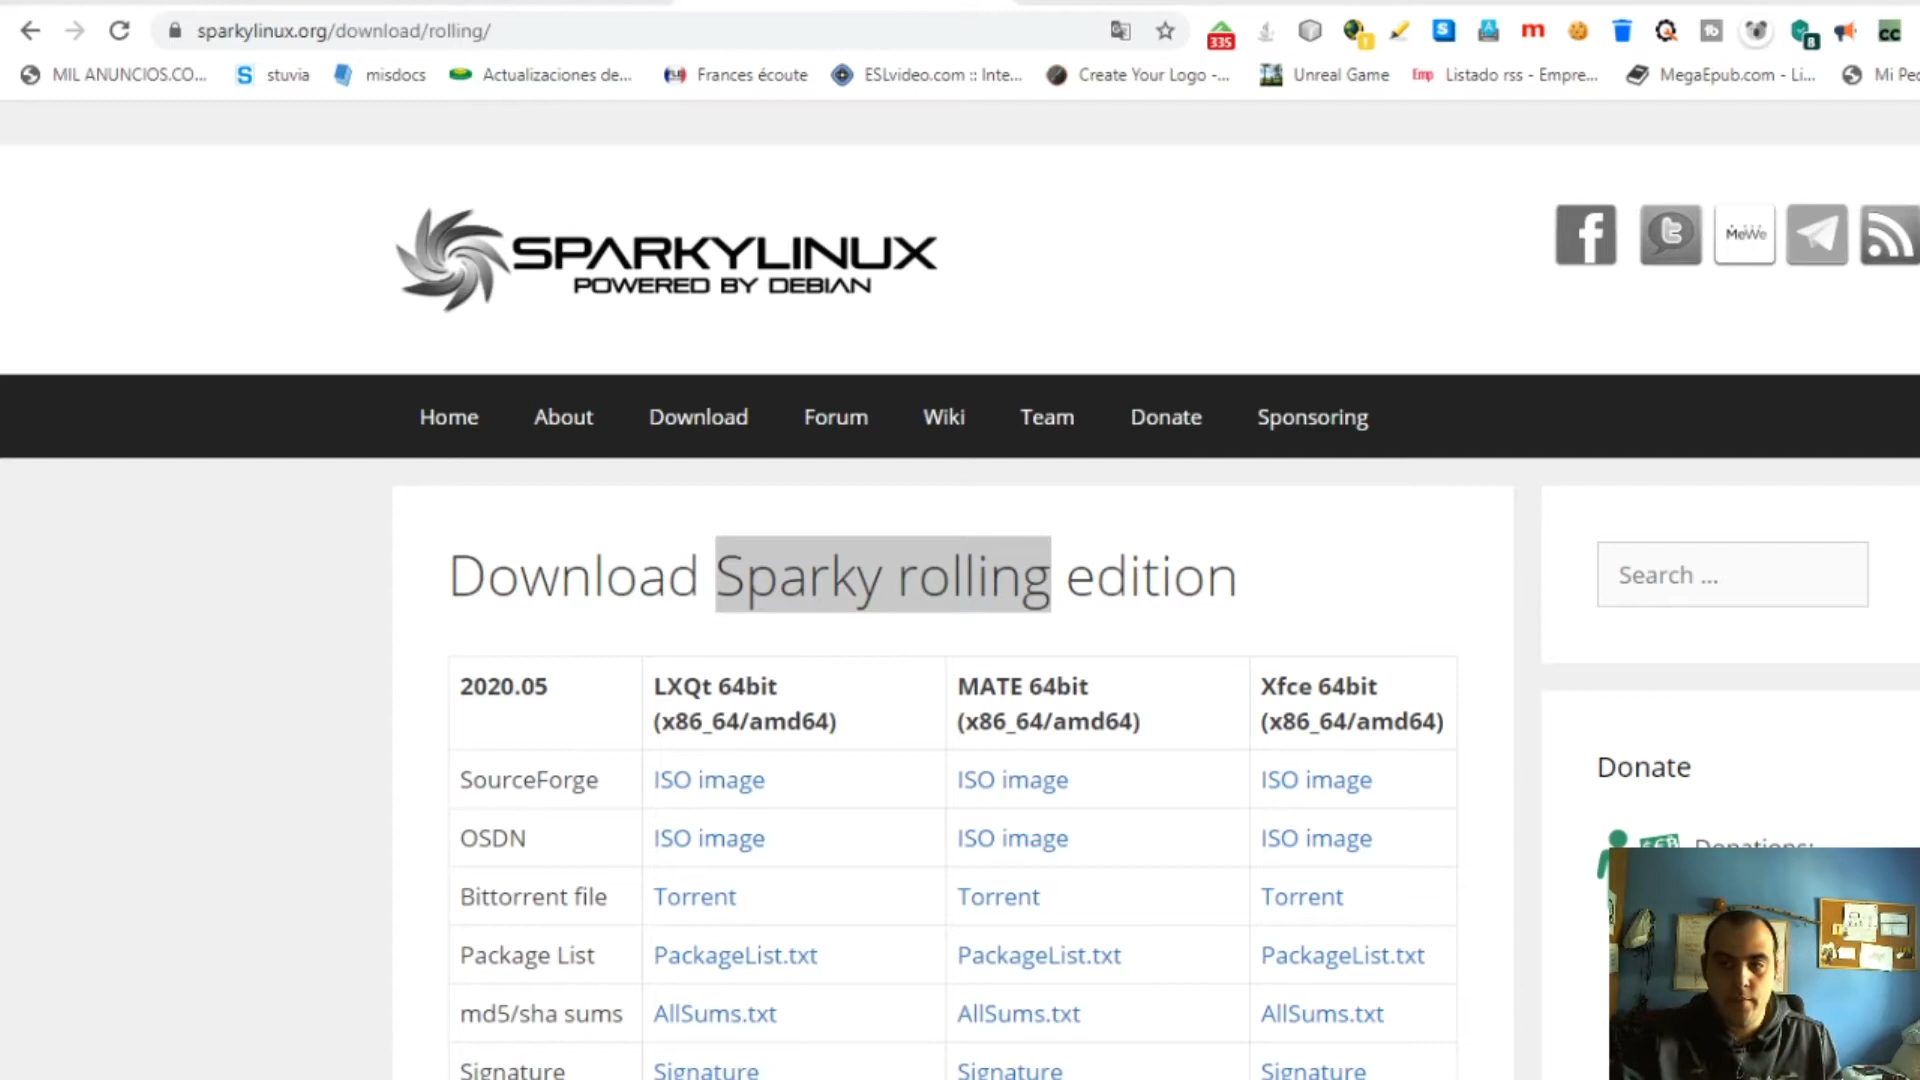 sparkylinux.org/download/rolling/
335
8
MIL ANUNCIOS.CO... stuvia misdocs Actualizaciones de... Frances écoute ESLvideo.com :: Inte... Create Your Logo -... Unreal Game Emp Listado rss - Empre... MegaEpub.com - Li... Mi Pec
SPARKYLINUX
POWERED BY DEBIAN
MeWe
Home About Download Forum Wiki Team Donate Sponsoring
Download Sparky rolling edition
Search ...
2020.05 LXQt 64bit (x86_64/amd64) MATE 64bit (x86_64/amd64) Xfce 64bit (x86_64/amd64)
SourceForge ISO image ISO image ISO image
OSDN ISO image ISO image ISO image
Bittorrent file Torrent Torrent Torrent
Package List PackageList.txt PackageList.txt PackageList.txt
md5/sha sums AllSums.txt AllSums.txt AllSums.txt
Signature Signature Signature Signature
Donate
Donations: